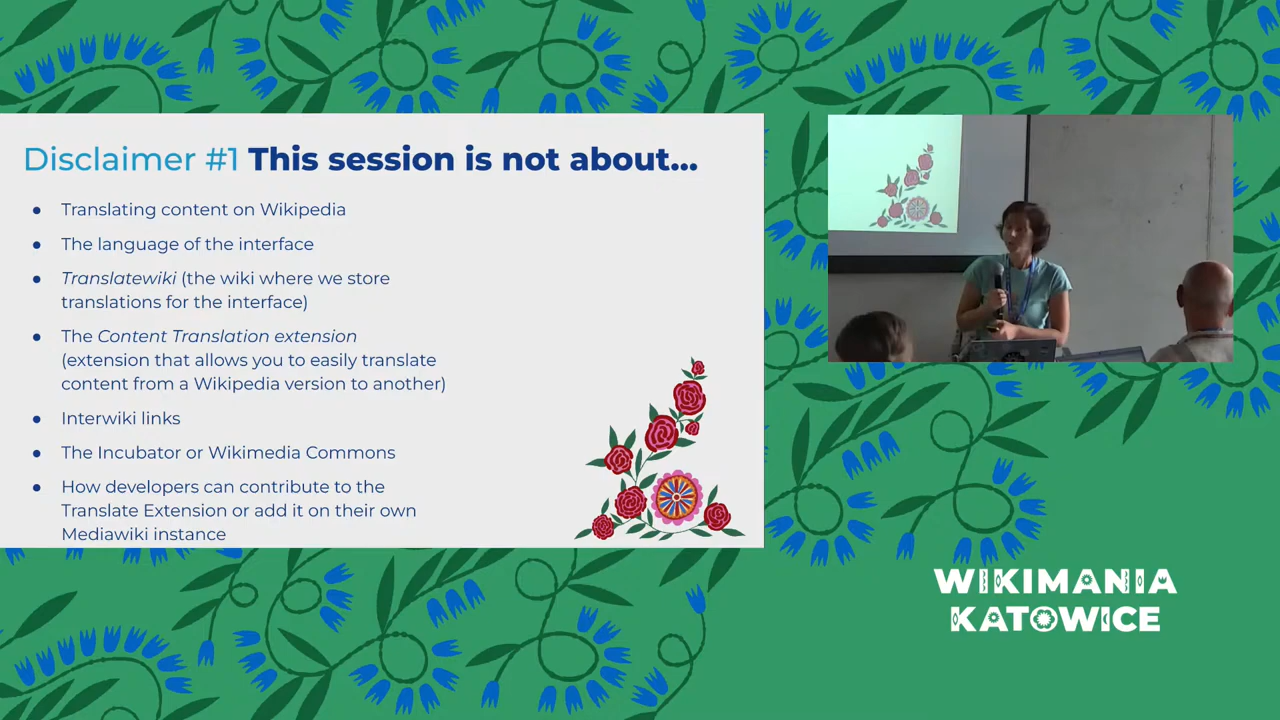 Disclaimer #1 This session is not about...
● Translating content on Wikipedia
● The language of the interface
● Translatewiki (the wiki where we store
translations for the interface)
● The Content Translation extension
(extension that allows you to easily translate
content from a Wikipedia version to another)
● Interwiki links
● The Incubator or Wikimedia Commons
● How developers can contribute to the
Translate Extension or add it on their own
Mediawiki instance
WIKIMANIA
KATOWICE